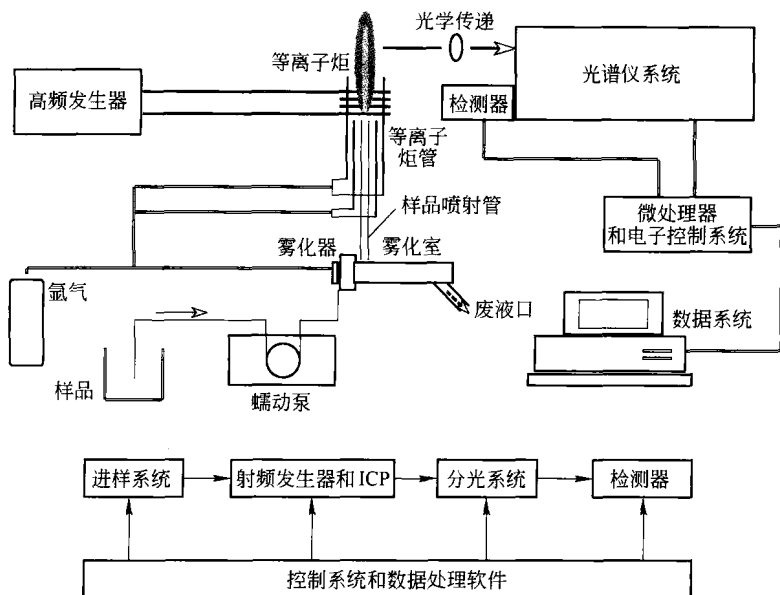 光学传递
等离子炬
光谱仪系统
高频发生器
检测器
等离子
炬管
样品喷射管
微处理器
和电子控制系统
雾化器
雾化室
氩气
废液口
数据系统
样品
蠕动泵
进样系统
射频发生器和ICP
分光系统
检测器
控制系统和数据处理软件